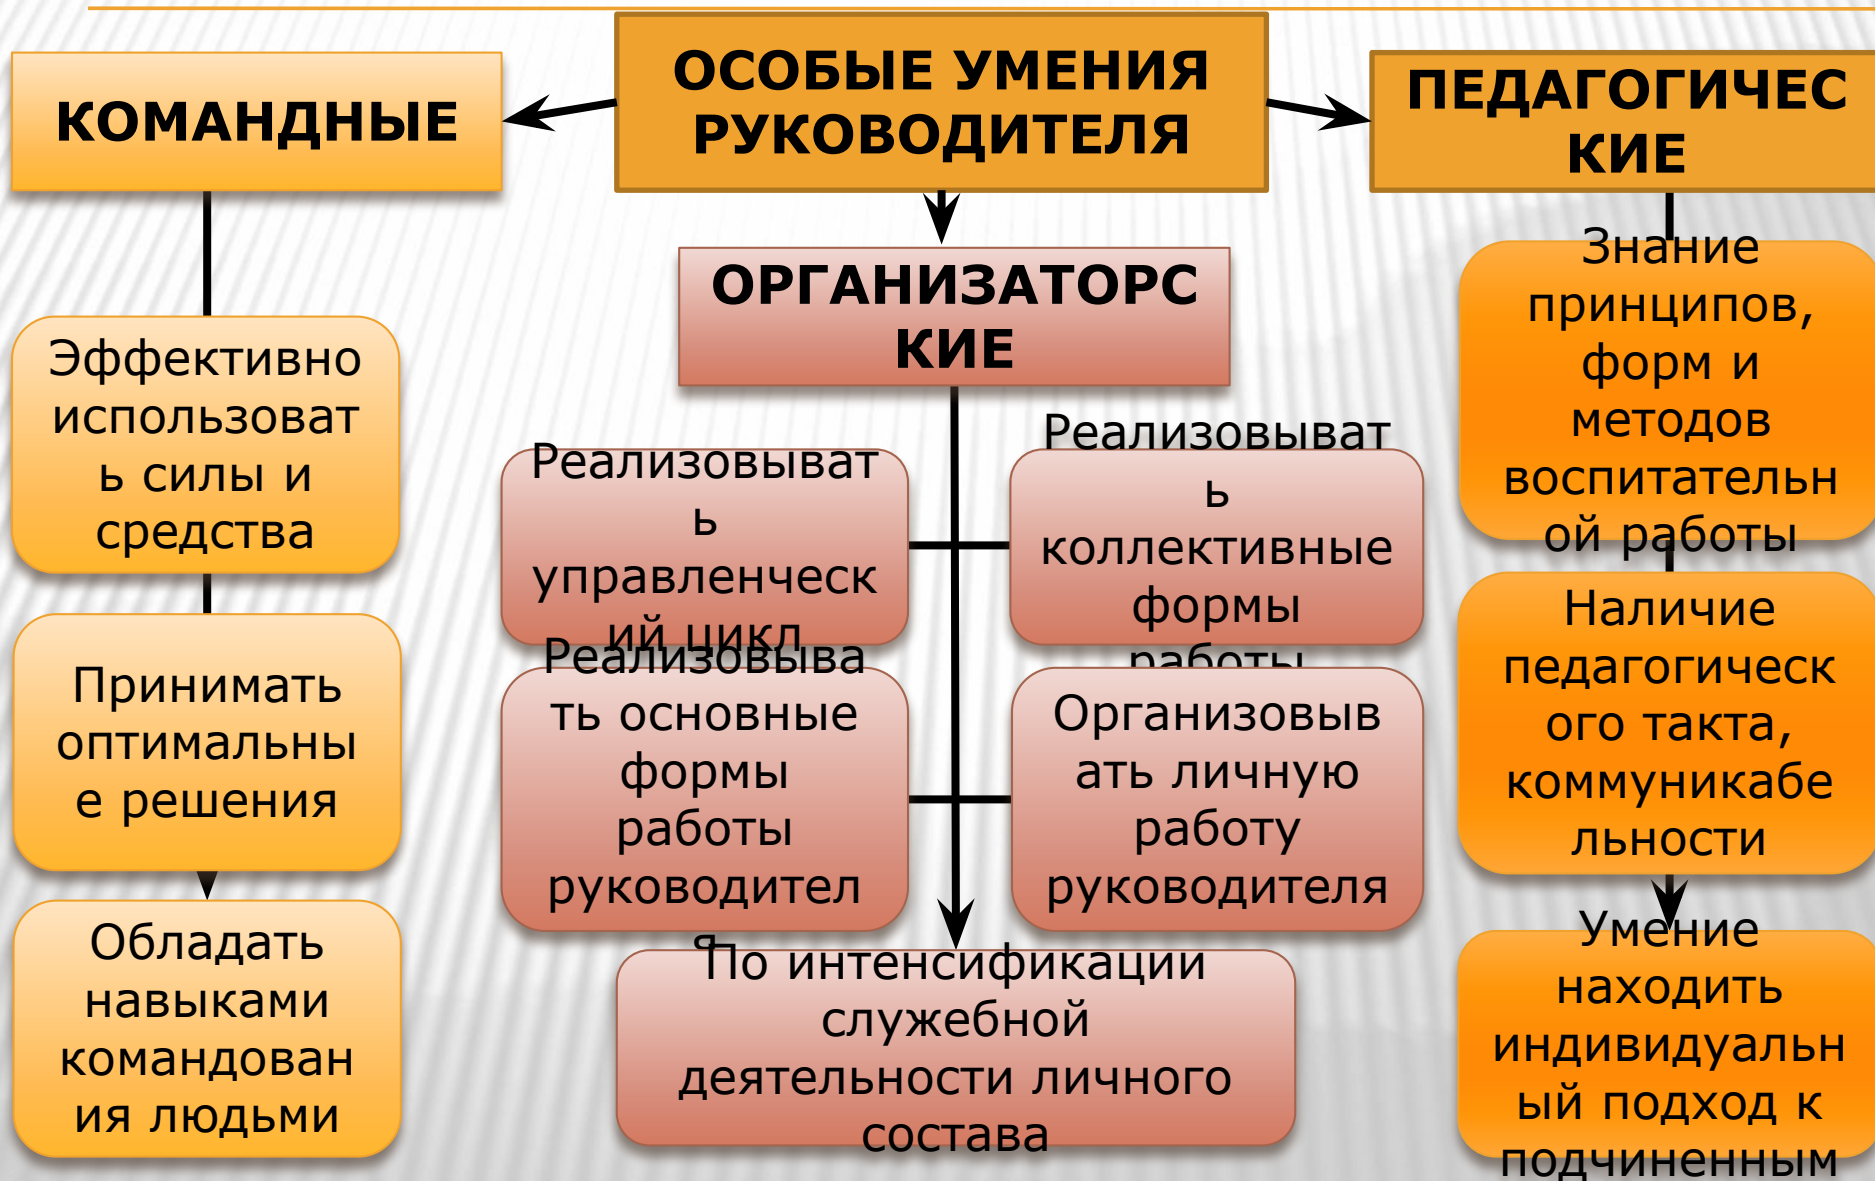 КОМАНДНЫЕ
ОСОБЫЕ УМЕНИЯ
РУКОВОДИТЕЛЯ
ПЕДАГОГИЧЕС
КИЕ
Эффективно
использоват
ь силы и
средства
Принимать
оптимальны
е решения
Обладать
навыками
командован
ия людьми
ОРГАНИЗАТОРС
КИЕ
Реализовыват
ь
управленческ
ий цикл
Реализовыват
ь
коллективные
формы
работы
Реализовыва
ть основные
формы
работы
руководител
я
Организовыв
ать личную
работу
руководителя
По интенсификации
служебной
деятельности личного
состава
Знание
принципов,
форм и
методов
воспитательн
ой работы
Наличие
педагогическ
ого такта,
коммуникабе
льности
Умение
находить
индивидуальн
ый подход к
подчиненным